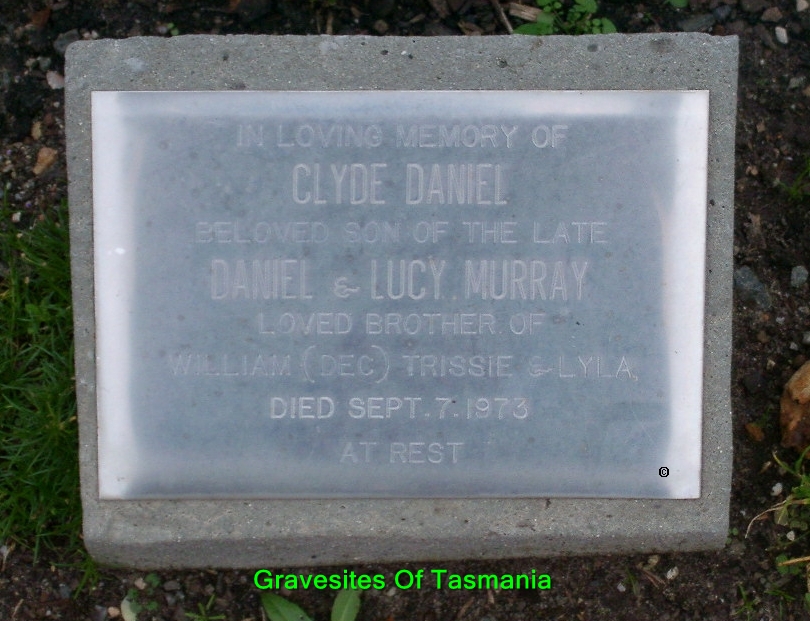 IN LOVING MEMORY OF
CLYDE DANIEL
BELOVED SON OF THE LATE
DANIEL & LUCY MURRAY
LOVED BROTHER OF
WILLIAM (DEC) TRISSIE & LYLA.
DIED SEPT. 7. 1973
AT REST
©
Gravesites Of Tasmania